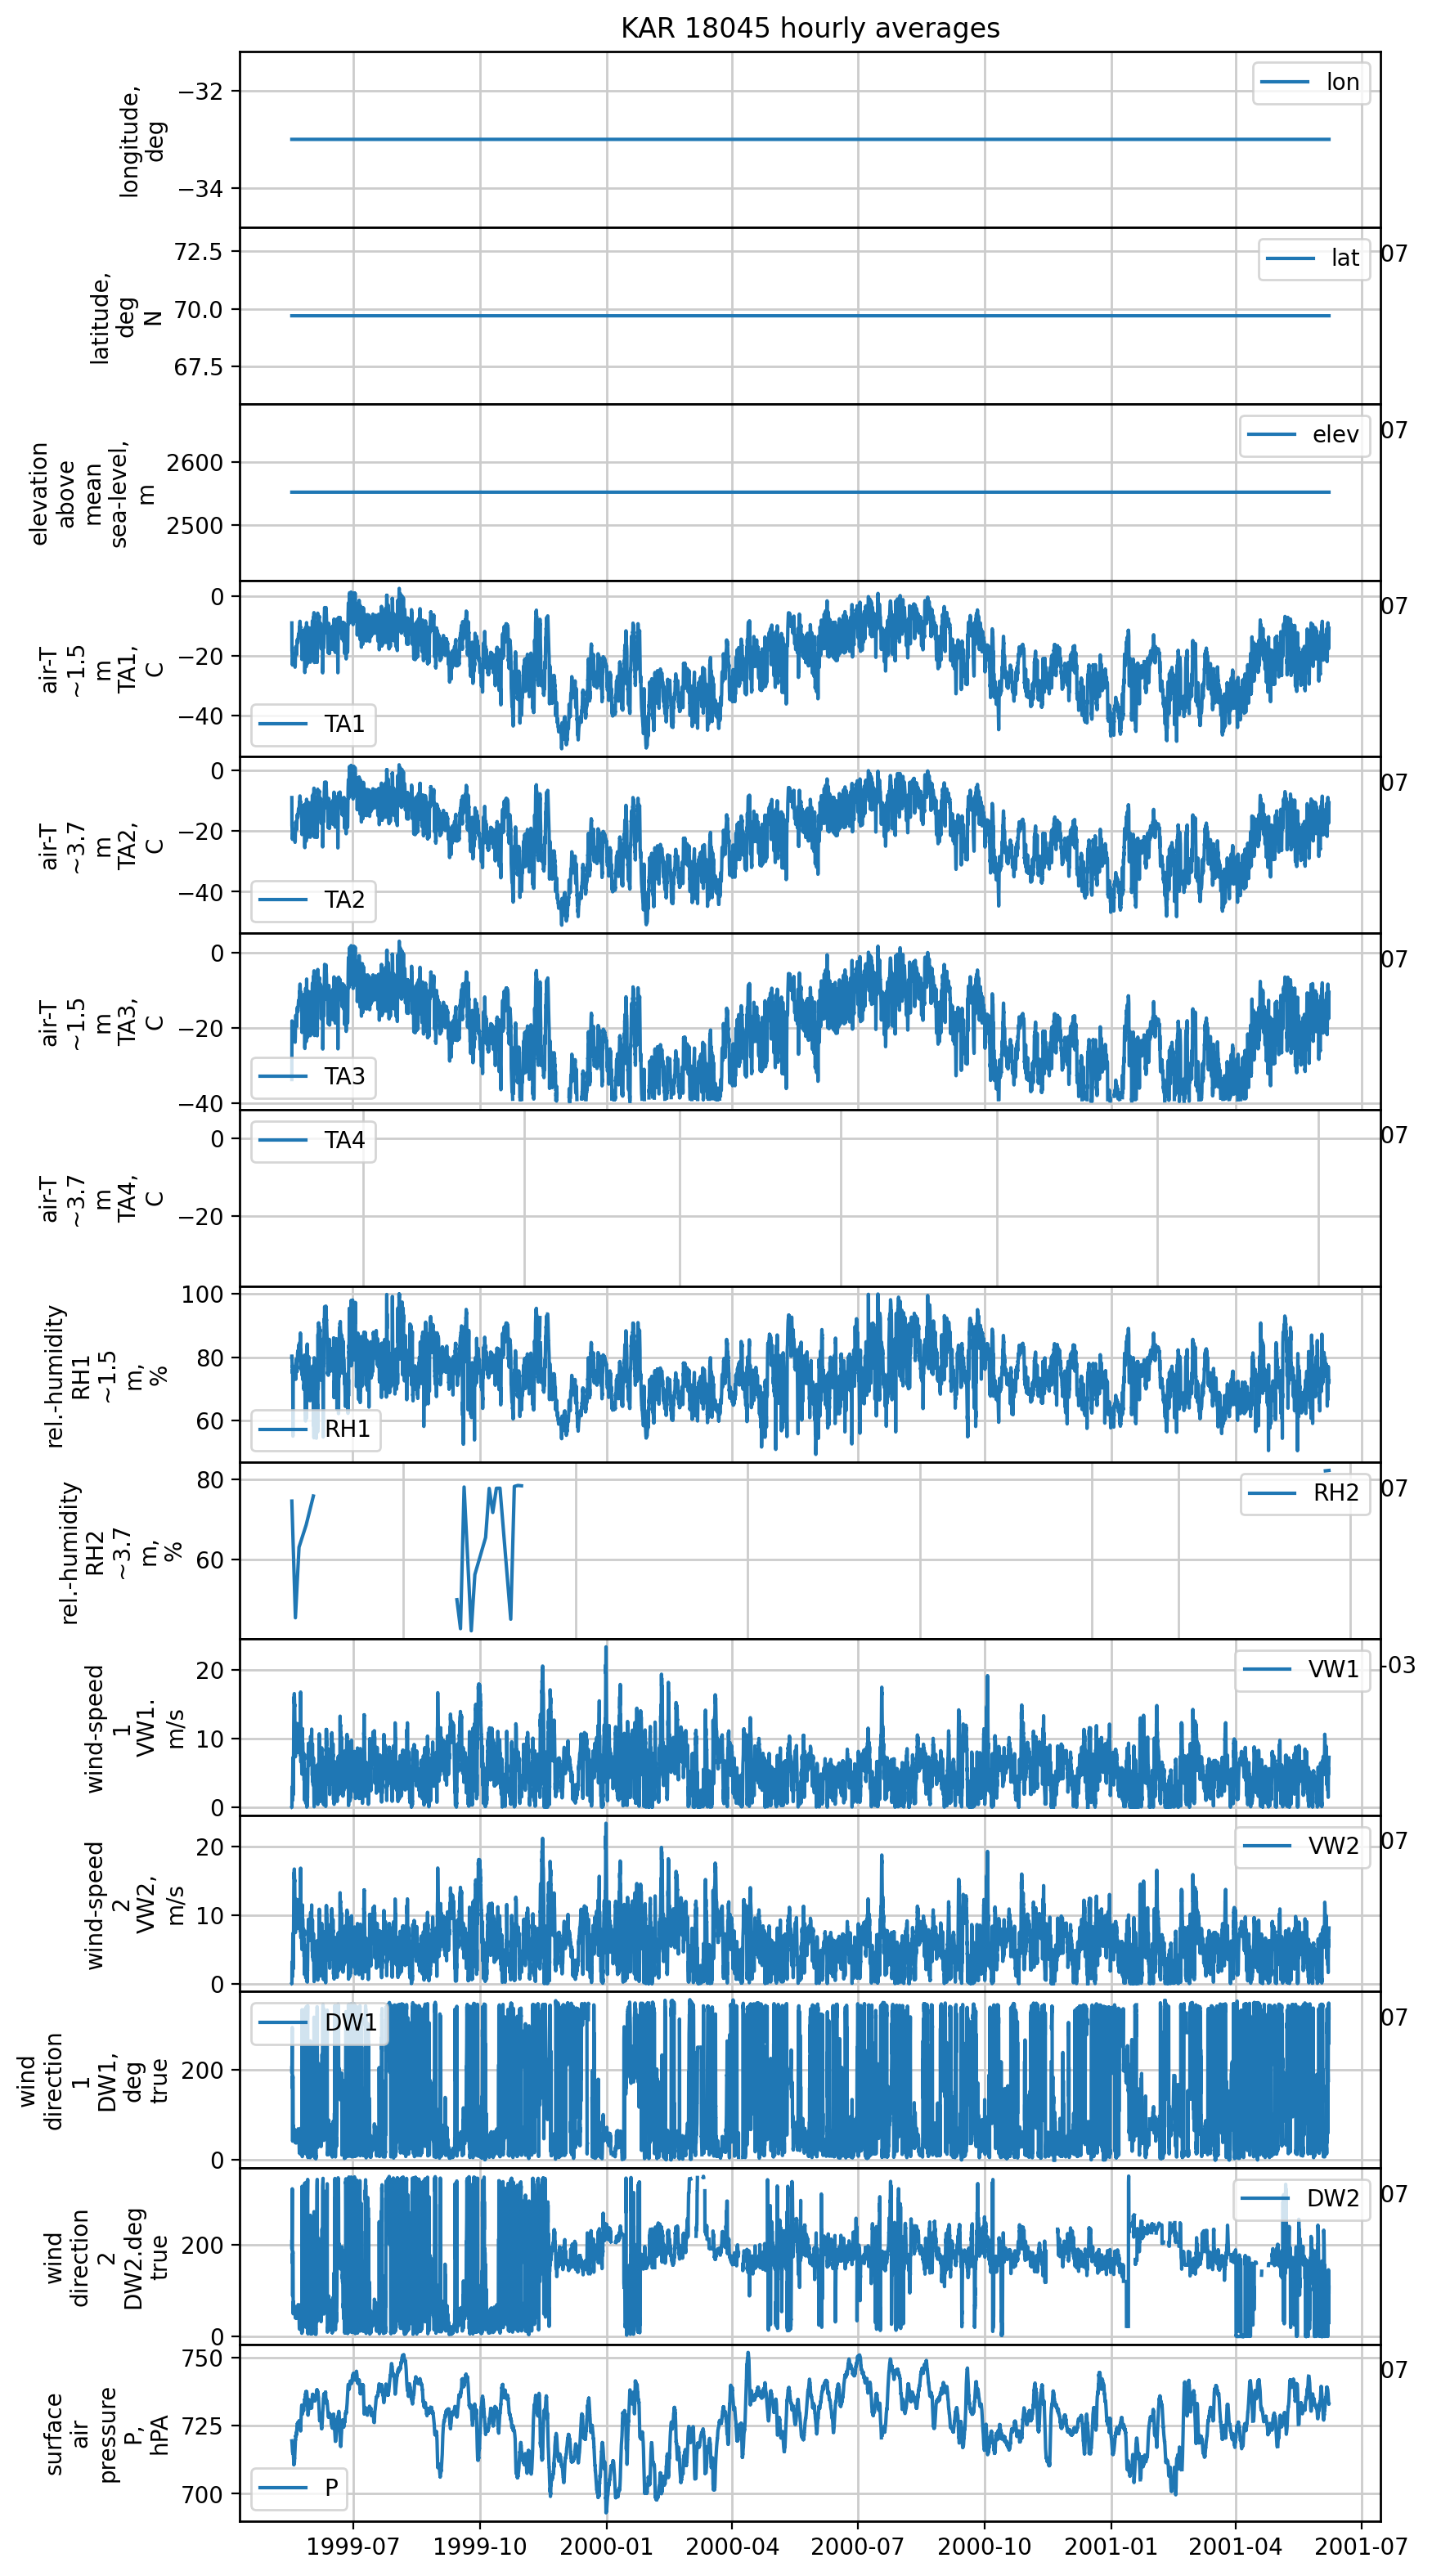 KAR 18045 hourly averages
longitude,
deg
−32
−34
lon
latitude,
deg
N
72.5
70.0
67.5
lat
07
elevation
above
mean
sea-level,
m
2600
2500
elev
07
air-T
~1.5
m
TA1,
C
0
−20
−40
TA1
07
air-T
~3.7
m
TA2,
C
0
−20
−40
TA2
07
air-T
~1.5
m
TA3,
C
0
−20
−40
TA3
07
air-T
~3.7
m
TA4,
C
0
−20
TA4
07
rel.-humidity
RH1
~1.5
m,
%
100
80
60
RH1
rel.-humidity
RH2
~3.7
m,
%
80
60
RH2
07
wind-speed
1
VW1.
m/s
20
10
0
VW1
-03
wind-speed
2
VW2,
m/s
20
10
0
VW2
07
wind
direction
1
DW1,
deg
true
200
0
DW1
07
wind
direction
2
DW2.deg
true
200
0
DW2
07
surface
air
pressure
P,
hPA
750
725
700
P
07
1999-07 1999-10 2000-01 2000-04 2000-07 2000-10 2001-01 2001-04 2001-07